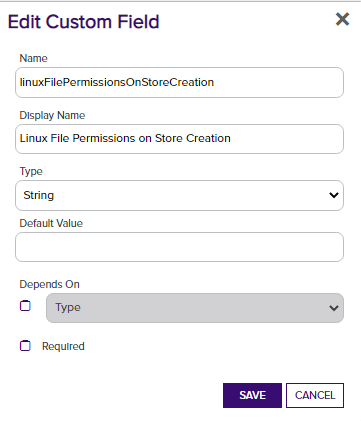 Edit Custom Field
Name
linuxFilePermissionsOnStoreCreation
Display Name
Linux File Permissions on Store Creation
Type
String
Default Value
Depends On
Type
Required
SAVE CANCEL